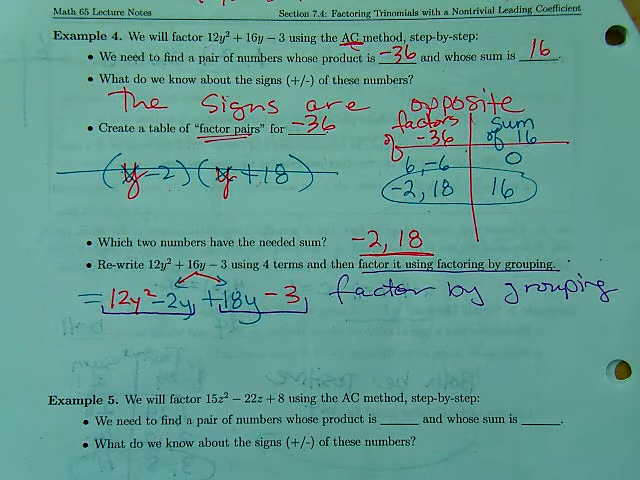 Math 65 Lecture Notes Section 7.4: Factoring Trinomials with a Nontrivial Leading Coefficient
Example 4. We will factor 12y² + 16y − 3 using the AC method, step-by-step:
• We need to find a pair of numbers whose product is -36 and whose sum is 16
• What do we know about the signs (+/-) of these numbers?
The signs are opposite
• Create a table of "factor pairs" for -36
factors of -36 sum of 16
6, -6 0
-2, 18 16
(y-2)(y+18)
• Which two numbers have the needed sum? -2, 18
• Re-write 12y² + 16y − 3 using 4 terms and then factor it using factoring by grouping.
= 12y² -2y +18y -3 factor by grouping
Example 5. We will factor 15z² − 22z + 8 using the AC method, step-by-step:
• We need to find a pair of numbers whose product is _____ and whose sum is _____.
• What do we know about the signs (+/-) of these numbers?